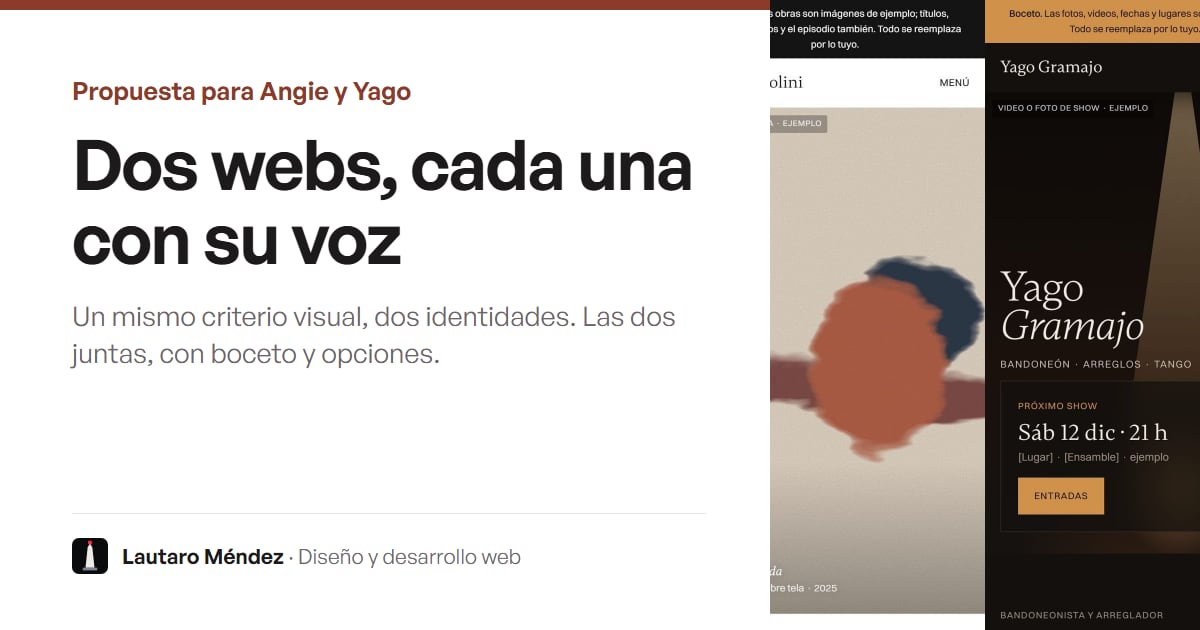 Propuesta para Angie y Yago
Dos webs, cada una
con su voz
Un mismo criterio visual, dos identidades. Las dos
juntas, con boceto y opciones.
Lautaro Méndez · Diseño y desarrollo web
obras son imágenes de ejemplo; títulos,
y el episodio también. Todo se reemplaza
por lo tuyo.
MENÚ
· EJEMPLO
bre tela · 2025
Boceto. Las fotos, videos, fechas y lugares
Todo se reemplaza por lo tuyo.
Yago Gramajo
VIDEO O FOTO DE SHOW · EJEMPLO
Yago
Gramajo
BANDONEÓN · ARREGLOS · TANGO
PRÓXIMO SHOW
Sáb 12 dic · 21 h
[Lugar] · [Ensamble] · ejemplo
ENTRADAS
BANDONEONISTA Y ARREGLADOR